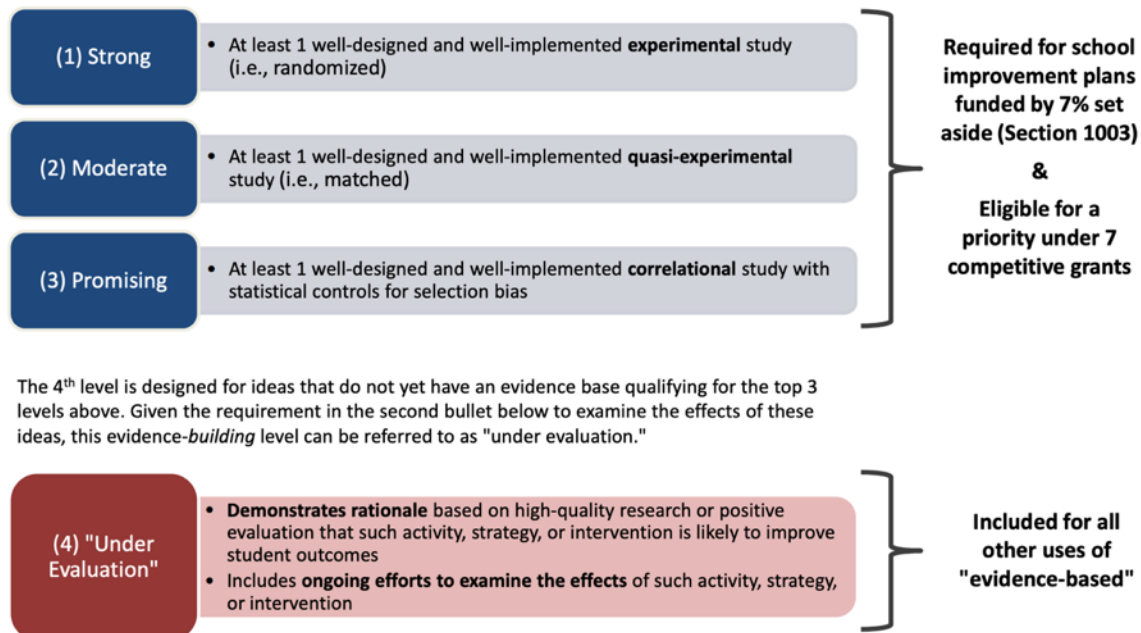 (1) Strong
• At least 1 well-designed and well-implemented experimental study
(i.e., randomized)
(2) Moderate
• At least 1 well-designed and well-implemented quasi-experimental
study (i.e., matched)
(3) Promising
• At least 1 well-designed and well-implemented correlational study with
statistical controls for selection bias
Required for school
improvement plans
funded by 7% set
aside (Section 1003)
&
Eligible for a
priority under 7
competitive grants
The 4th level is designed for ideas that do not yet have an evidence base qualifying for the top 3
levels above. Given the requirement in the second bullet below to examine the effects of these
ideas, this evidence-building level can be referred to as "under evaluation."
(4) "Under
Evaluation"
• Demonstrates rationale based on high-quality research or positive
evaluation that such activity, strategy, or intervention is likely to improve
student outcomes
• Includes ongoing efforts to examine the effects of such activity, strategy,
or intervention
Included for all
other uses of
"evidence-based"